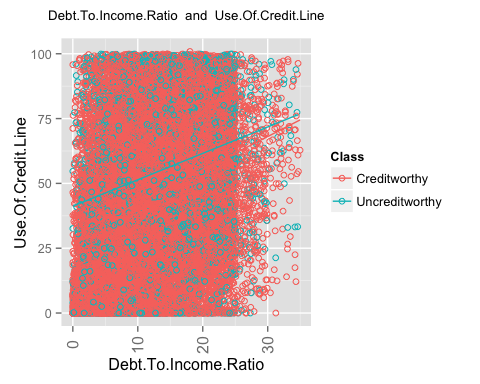 Debt.To.Income.Ratio and Use.Of.Credit.Line
100
75
50
25
0
Use.Of.Credit.Line
0
10
20
30
Debt.To.Income.Ratio
Class
Creditworthy
Uncreditworthy